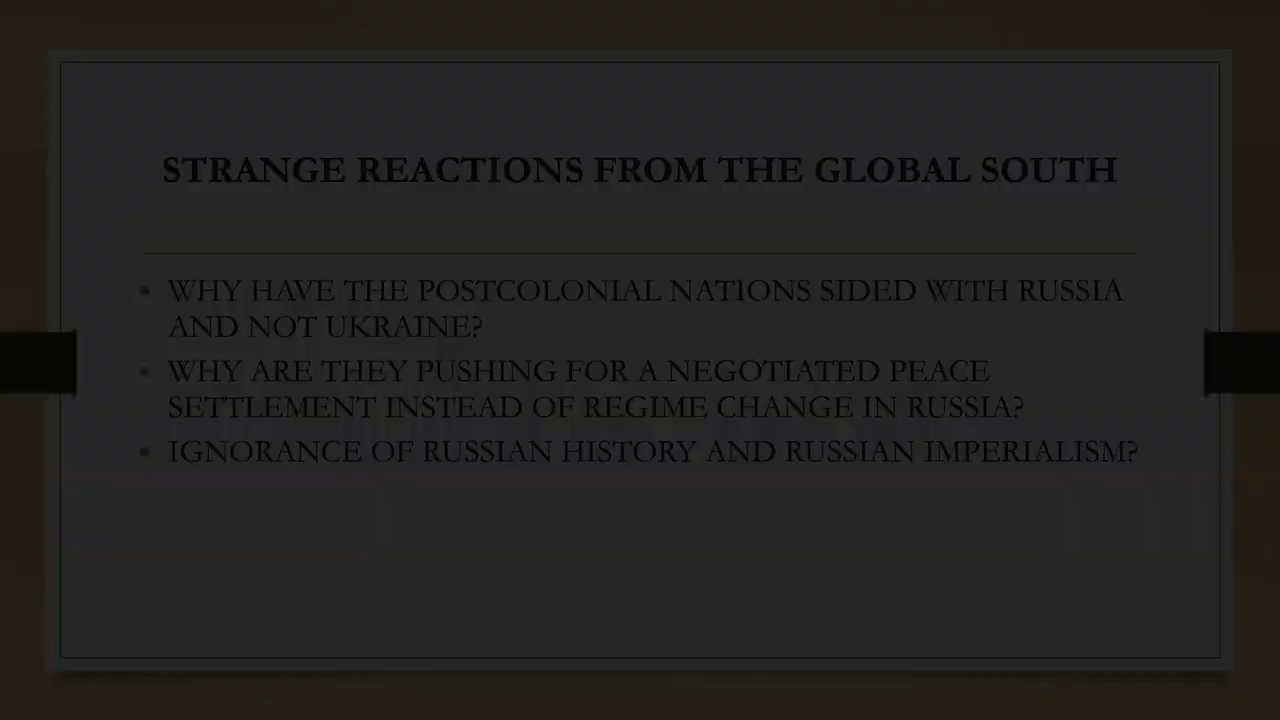 STRANGE REACTIONS FROM THE GLOBAL SOUTH
• WHY HAVE THE POSTCOLONIAL NATIONS SIDED WITH RUSSIA
AND NOT UKRAINE?
• WHY ARE THEY PUSHING FOR A NEGOTIATED PEACE
SETTLEMENT INSTEAD OF REGIME CHANGE IN RUSSIA?
• IGNORANCE OF RUSSIAN HISTORY AND RUSSIAN IMPERIALISM?